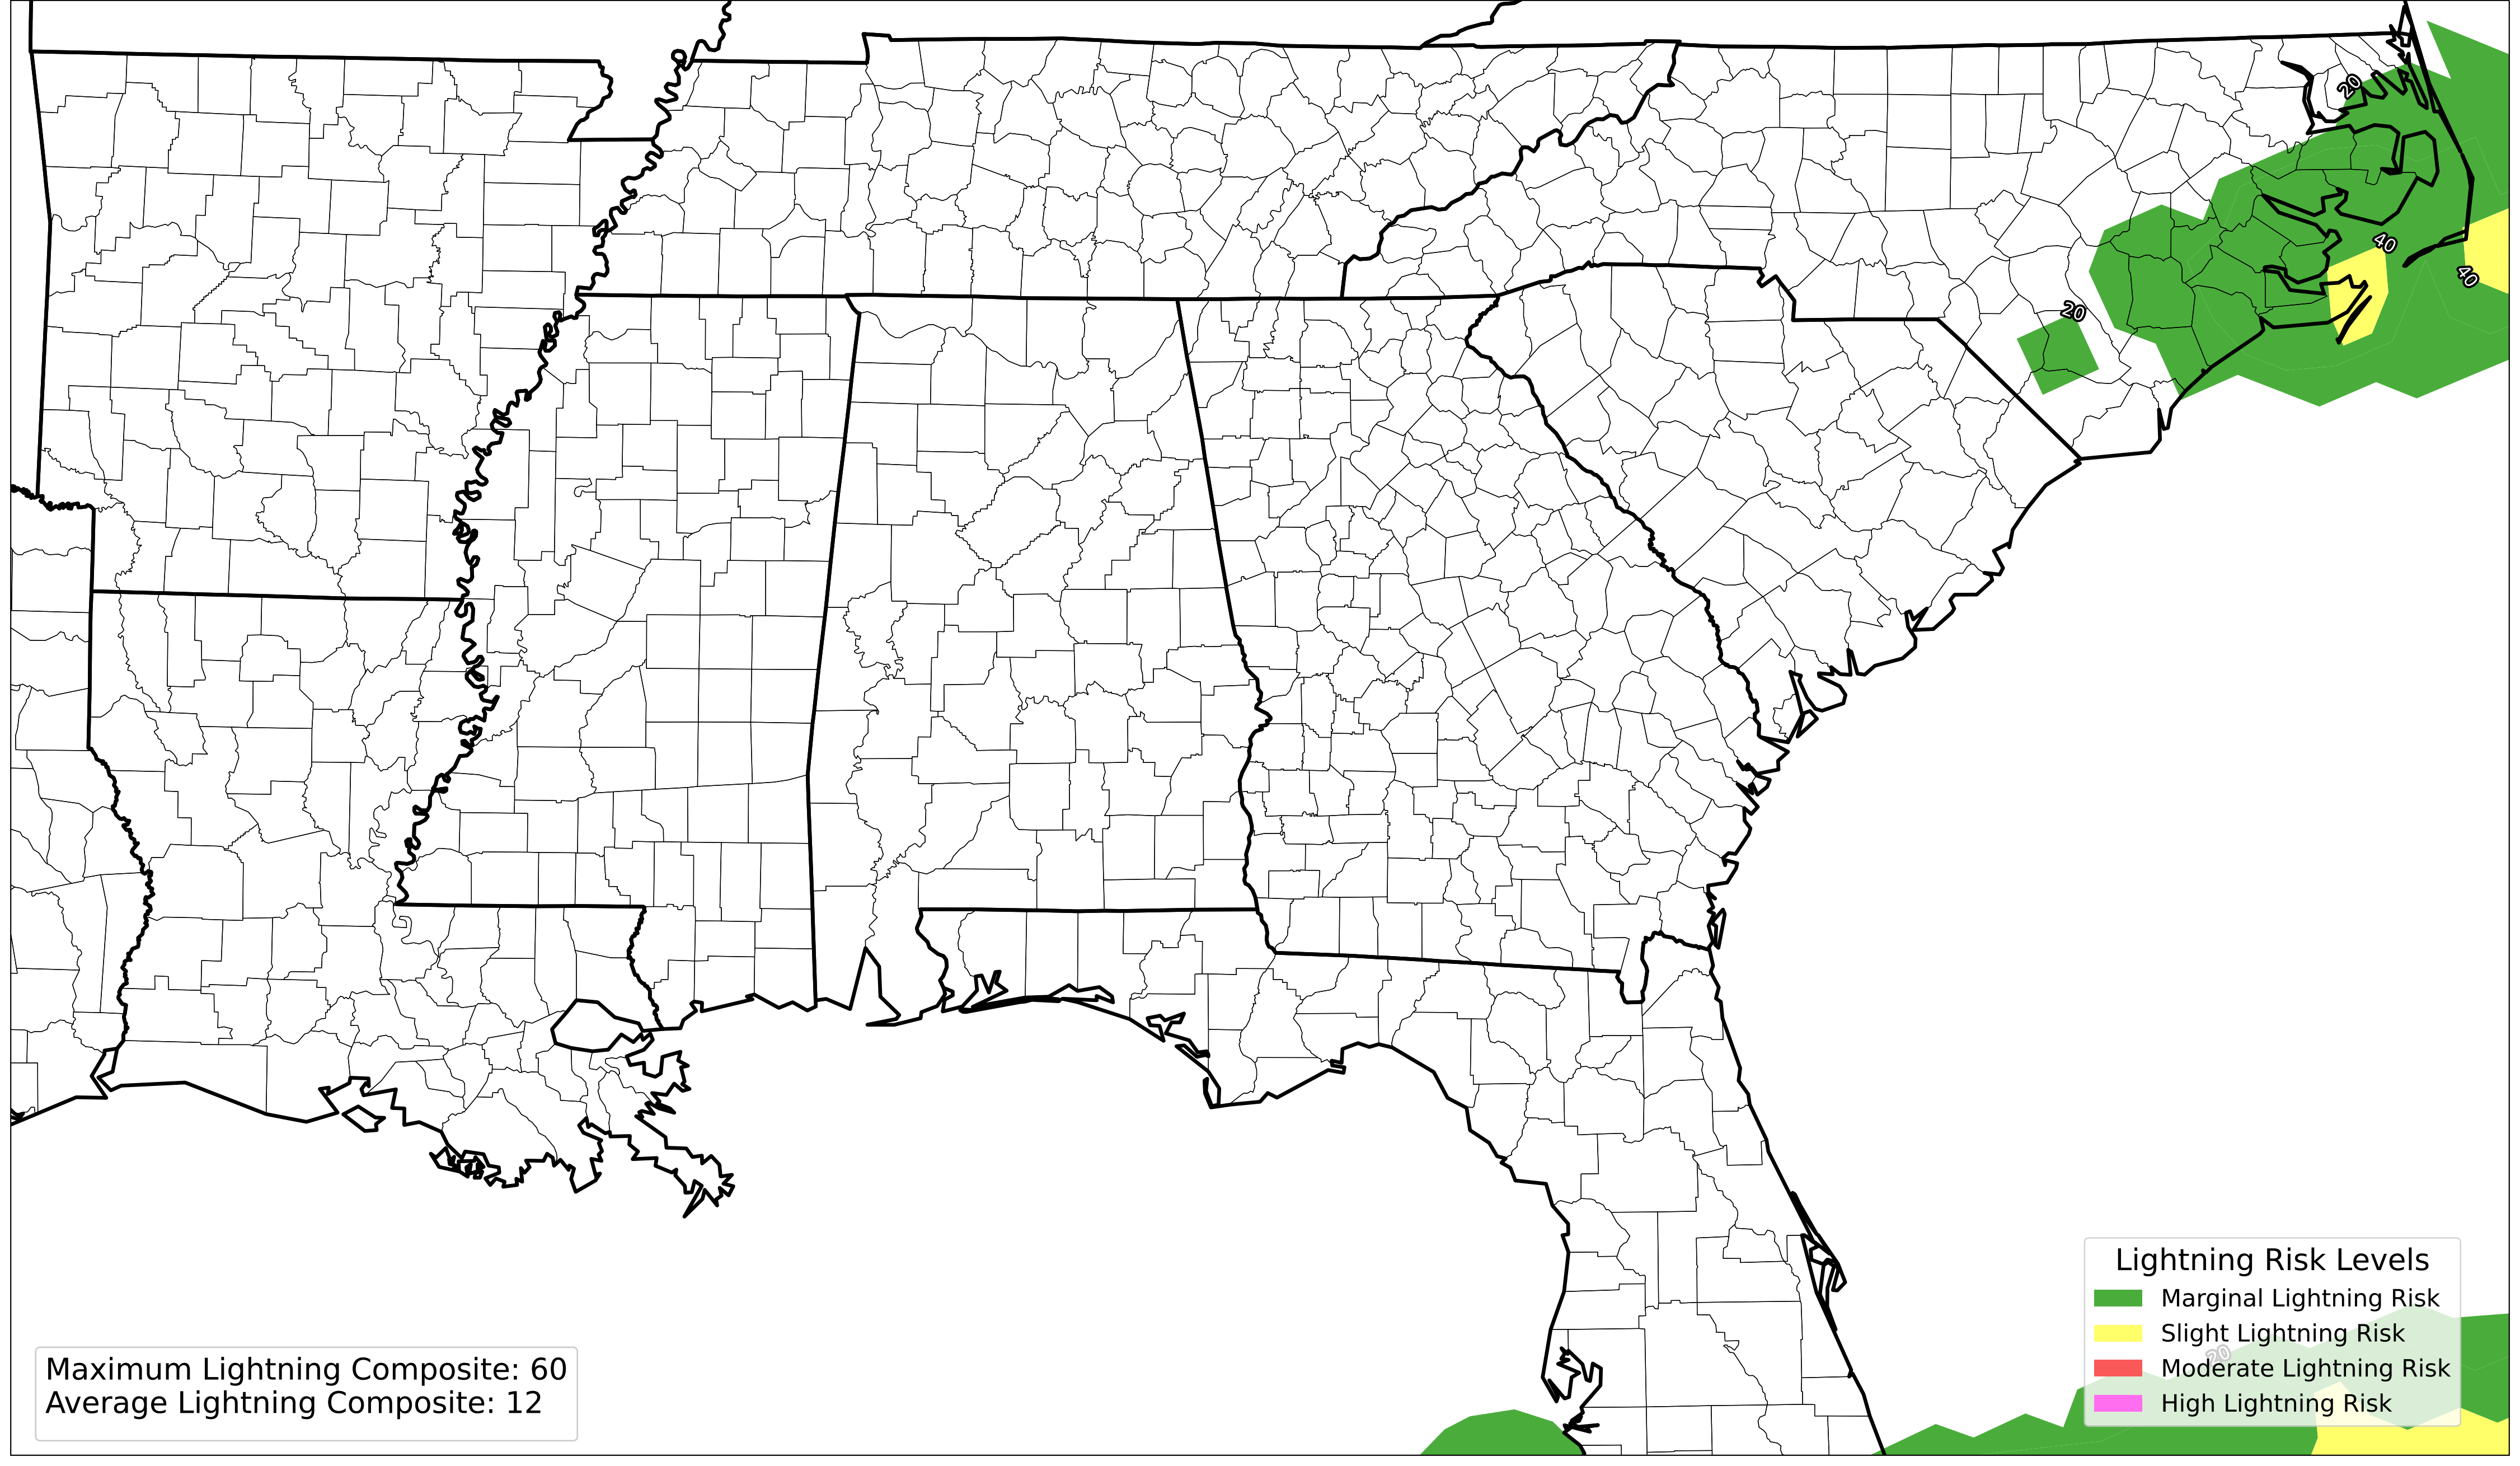 20
40
40
20
Lightning Risk Levels
Marginal Lightning Risk
Slight Lightning Risk
20
Moderate Lightning Risk
High Lightning Risk
Maximum Lightning Composite: 60
Average Lightning Composite: 12